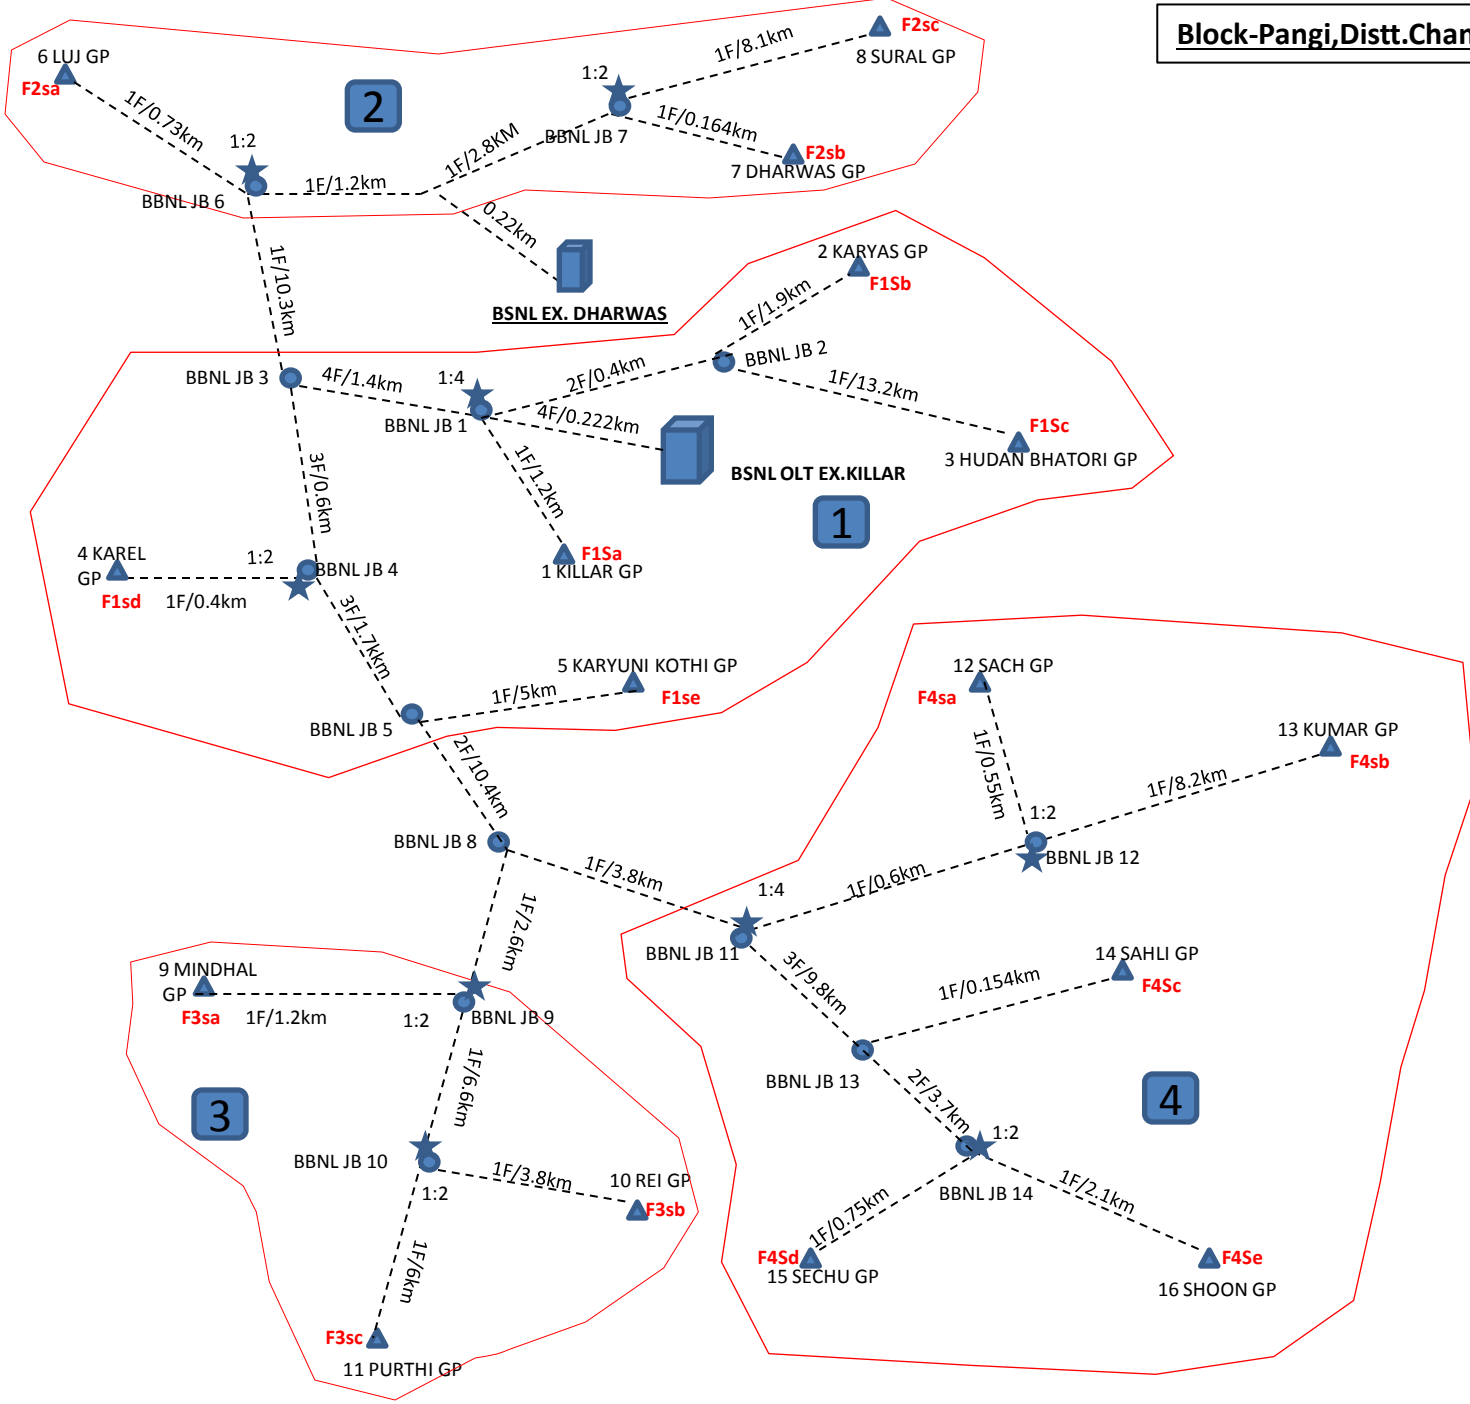 Block-Pangi,Distt.Cham
6 LUJ GP
F2sa
1F/0.73km
1:2
BBNL JB 6
2
1F/1.2km
1F/2.8KM
1:2
BBNL JB 7
1F/8.1km
F2sc
8 SURAL GP
1F/0.164km
F2sb
7 DHARWAS GP
0.22km
BSNL EX. DHARWAS
1F/10.3km
2 KARYAS GP
F1Sb
1F/1.9km
BBNL JB 2
2F/0.4km
1F/13.2km
F1Sc
3 HUDAN BHATORI GP
BBNL JB 3
4F/1.4km
1:4
BBNL JB 1
4F/0.222km
BSNL OLT EX.KILLAR
1
1F/1.2km
F1Sa
1 KILLAR GP
3F/0.6km
4 KAREL
GP
F1sd
1F/0.4km
1:2
BBNL JB 4
3F/1.7kkm
5 KARYUNI KOTHI GP
F1se
1F/5km
BBNL JB 5
2F/10.4km
BBNL JB 8
1F/3.8km
1F/2.6km
12 SACH GP
F4sa
1F/0.55km
13 KUMAR GP
F4sb
1F/8.2km
1:2
BBNL JB 12
1F/0.6km
1:4
BBNL JB 11
3F/9.8km
14 SAHLI GP
F4Sc
1F/0.154km
BBNL JB 13
2F/3.7km
4
1:2
BBNL JB 14
1F/0.75km
1F/2.1km
F4Sd
15 SECHU GP
F4Se
16 SHOON GP
9 MINDHAL
GP
F3sa
1F/1.2km
1:2
BBNL JB 9
1F/6.6km
3
BBNL JB 10
1:2
1F/3.8km
10 REI GP
F3sb
1F/6km
F3sc
11 PURTHI GP